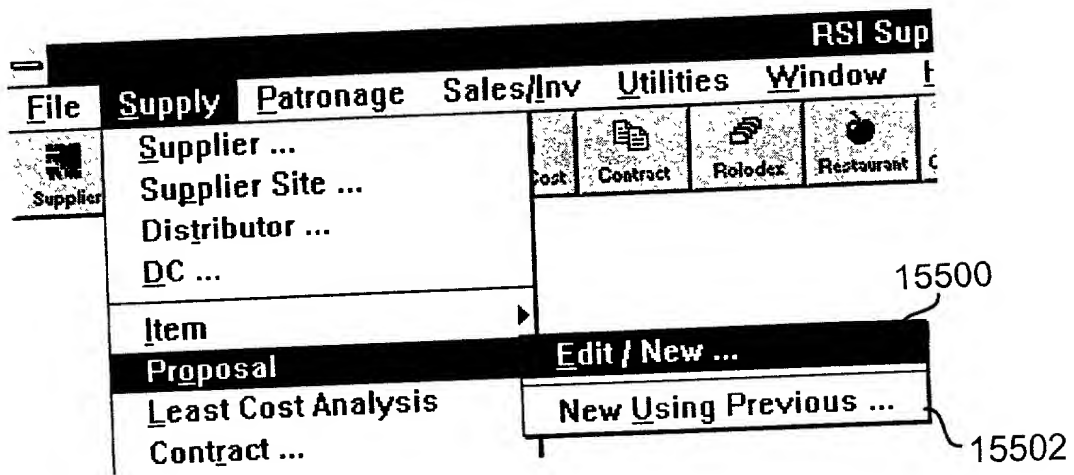 RSI Sup
File Supply Patronage Sales/Inv Utilities Window
Supplier Cost Contract Rolodex Restaurant
Supplier ...
Supplier Site ...
Distributor ...
DC ...
Item
Proposal
Least Cost Analysis
Contract ...
15500
Edit / New ...
New Using Previous ...
15502